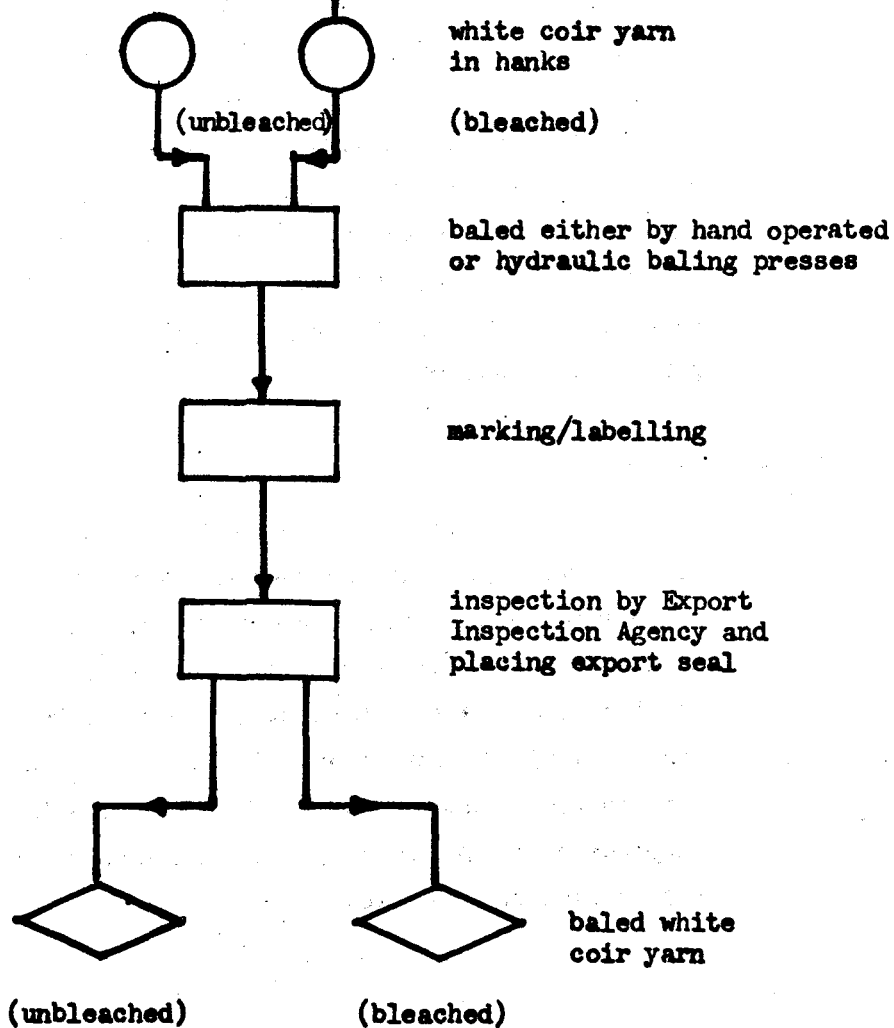 white coir yarn
in hanks
(unbleached) (bleached)
baled either by hand operated
or hydraulic baling presses
marking/labelling
inspection by Export
Inspection Agency and
placing export seal
baled white
coir yarn
(unbleached) (bleached)